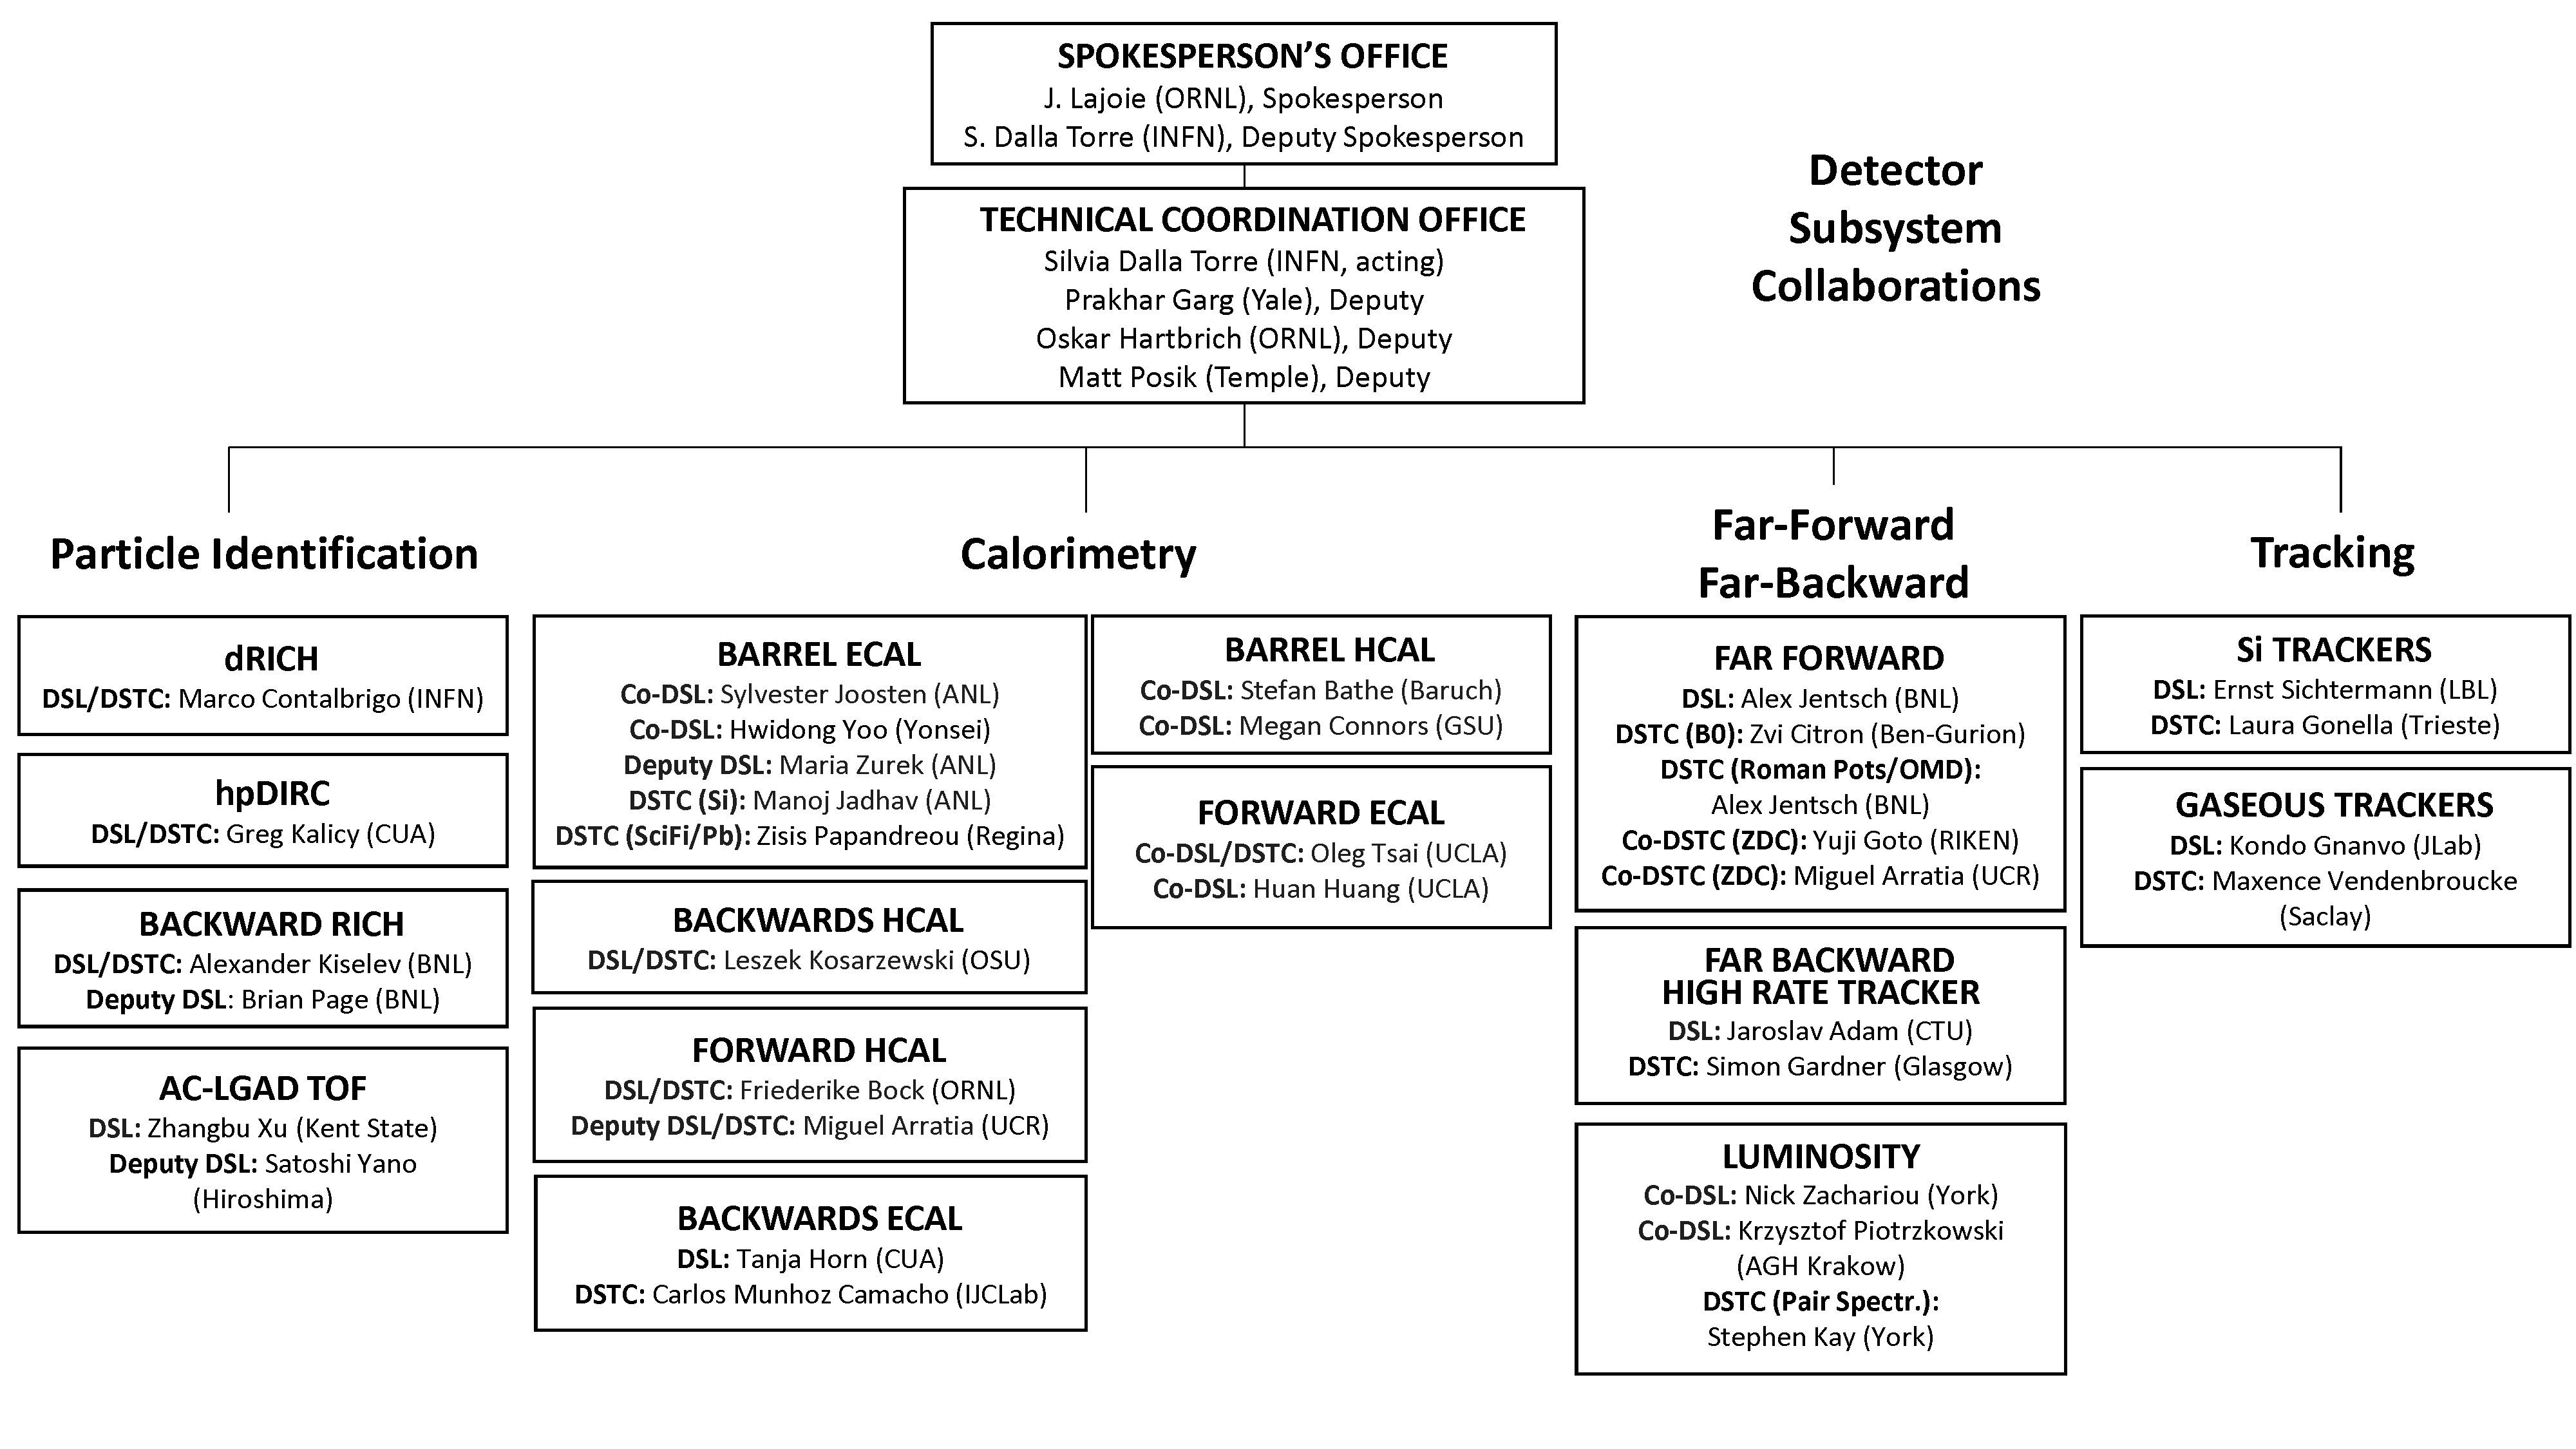 SPOKESPERSON’S OFFICE
J. Lajoie (ORNL), Spokesperson
S. Dalla Torre (INFN), Deputy Spokesperson
TECHNICAL COORDINATION OFFICE
Silvia Dalla Torre (INFN, acting)
Prakhar Garg (Yale), Deputy
Oskar Hartbrich (ORNL), Deputy
Matt Posik (Temple), Deputy
Detector
Subsystem
Collaborations
Particle Identification
dRICH
DSL/DSTC: Marco Contalbrigo (INFN)
hpDIRC
DSL/DSTC: Greg Kalicy (CUA)
BACKWARD RICH
DSL/DSTC: Alexander Kiselev (BNL)
Deputy DSL: Brian Page (BNL)
AC-LGAD TOF
DSL: Zhangbu Xu (Kent State)
Deputy DSL: Satoshi Yano
(Hiroshima)
Calorimetry
BARREL ECAL
Co-DSL: Sylvester Joosten (ANL)
Co-DSL: Hwidong Yoo (Yonsei)
Deputy DSL: Maria Zurek (ANL)
DSTC (Si): Manoj Jadhav (ANL)
DSTC (SciFi/Pb): Zisis Papandreou (Regina)
BACKWARDS HCAL
DSL/DSTC: Leszek Kosarzewski (OSU)
FORWARD HCAL
DSL/DSTC: Friederike Bock (ORNL)
Deputy DSL/DSTC: Miguel Arratia (UCR)
BACKWARDS ECAL
DSL: Tanja Horn (CUA)
DSTC: Carlos Munhoz Camacho (IJCLab)
BARREL HCAL
Co-DSL: Stefan Bathe (Baruch)
Co-DSL: Megan Connors (GSU)
FORWARD ECAL
Co-DSL/DSTC: Oleg Tsai (UCLA)
Co-DSL: Huan Huang (UCLA)
Far-Forward
Far-Backward
FAR FORWARD
DSL: Alex Jentsch (BNL)
DSTC (B0): Zvi Citron (Ben-Gurion)
DSTC (Roman Pots/OMD):
Alex Jentsch (BNL)
Co-DSTC (ZDC): Yuji Goto (RIKEN)
Co-DSTC (ZDC): Miguel Arratia (UCR)
FAR BACKWARD
HIGH RATE TRACKER
DSL: Jaroslav Adam (CTU)
DSTC: Simon Gardner (Glasgow)
LUMINOSITY
Co-DSL: Nick Zachariou (York)
Co-DSL: Krzysztof Piotrzkowski
(AGH Krakow)
DSTC (Pair Spectr.):
Stephen Kay (York)
Tracking
Si TRACKERS
DSL: Ernst Sichtermann (LBL)
DSTC: Laura Gonella (Trieste)
GASEOUS TRACKERS
DSL: Kondo Gnanvo (JLab)
DSTC: Maxence Vendenbroucke
(Saclay)